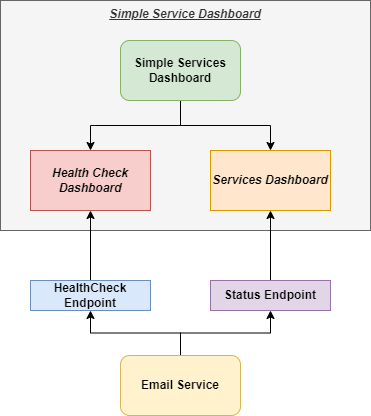 Simple Service Dashboard
Simple Services
Dashboard
Health Check
Dashboard
Services Dashboard
HealthCheck
Endpoint
Status Endpoint
Email Service